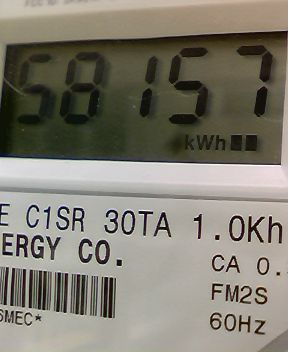 58157
kWh
E C1SR 30TA 1.0Kh
ERGY CO.
CA 0.
FM2S
60Hz
SMEC*